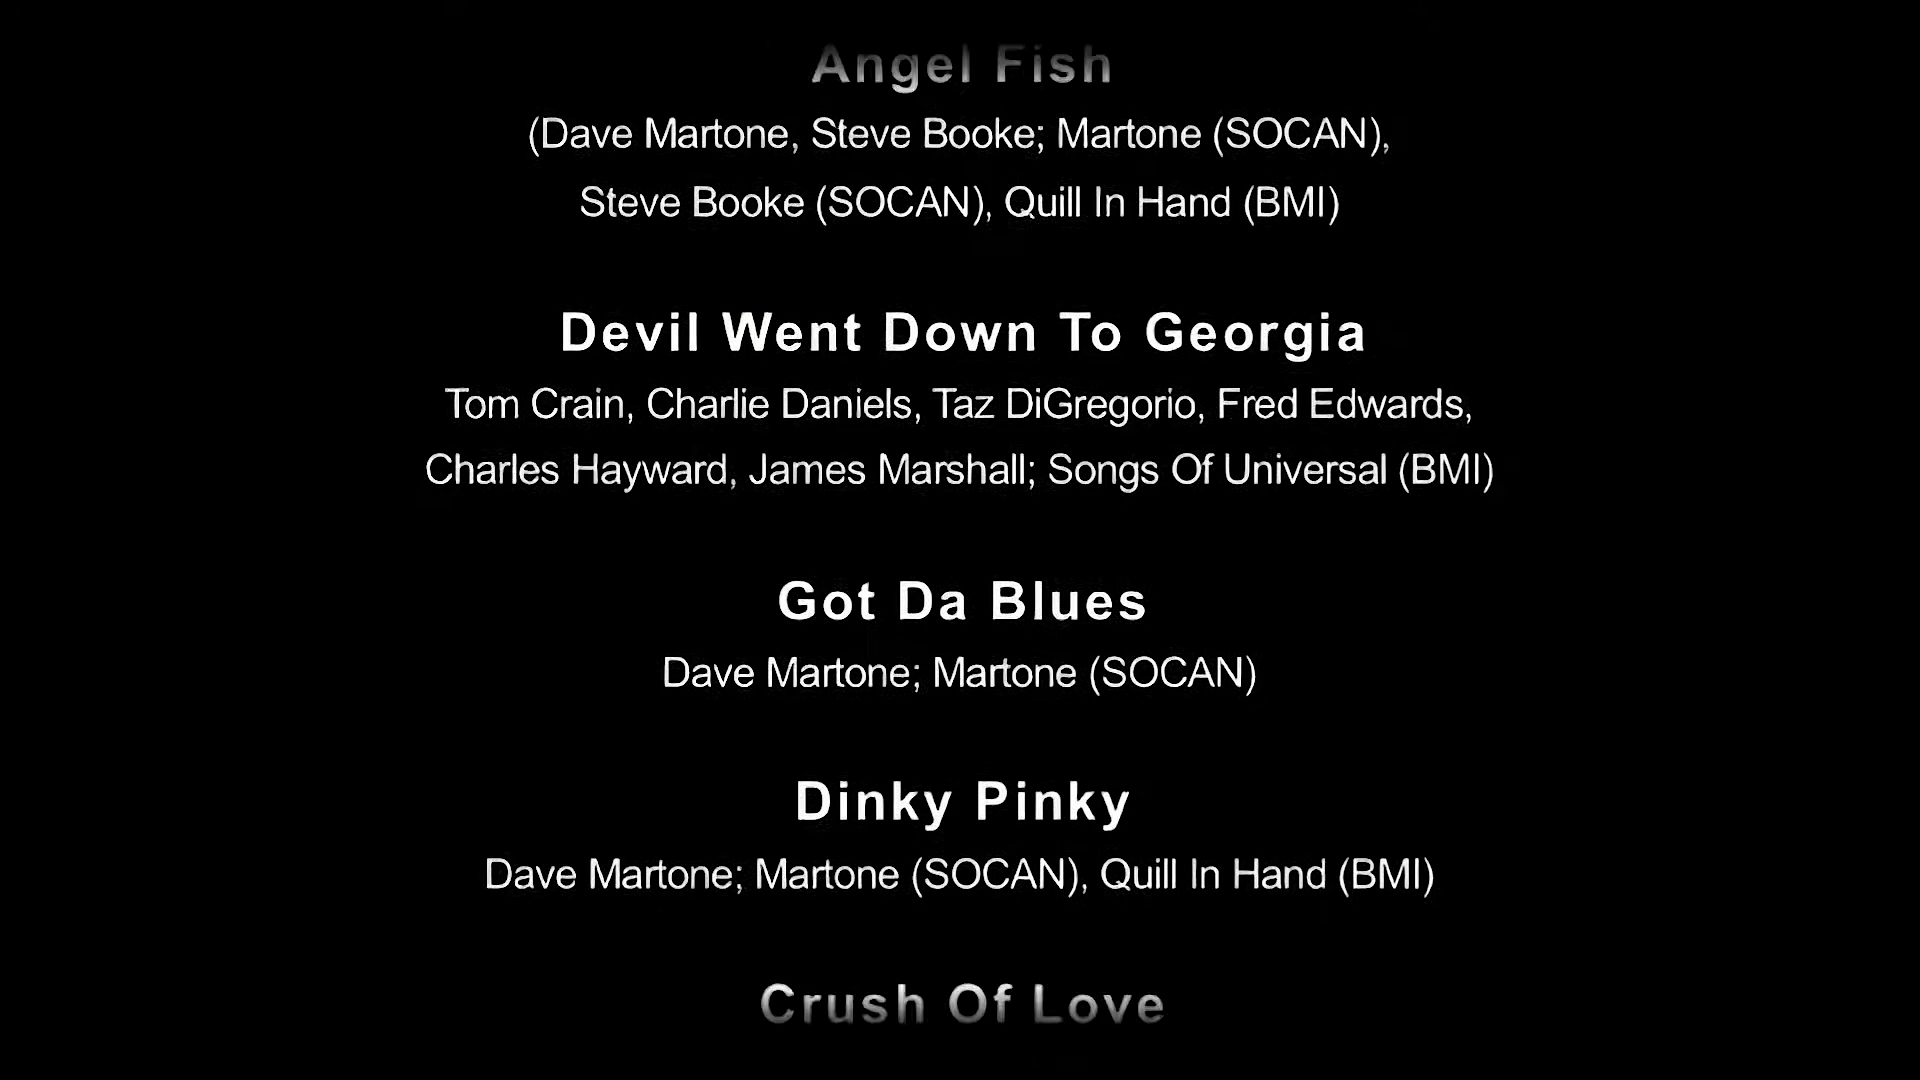 Angel Fish
(Dave Martone, Steve Booke; Martone (SOCAN),
Steve Booke (SOCAN), Quill In Hand (BMI)
Devil Went Down To Georgia
Tom Crain, Charlie Daniels, Taz DiGregorio, Fred Edwards,
Charles Hayward, James Marshall; Songs Of Universal (BMI)
Got Da Blues
Dave Martone; Martone (SOCAN)
Dinky Pinky
Dave Martone; Martone (SOCAN), Quill In Hand (BMI)
Crush Of Love